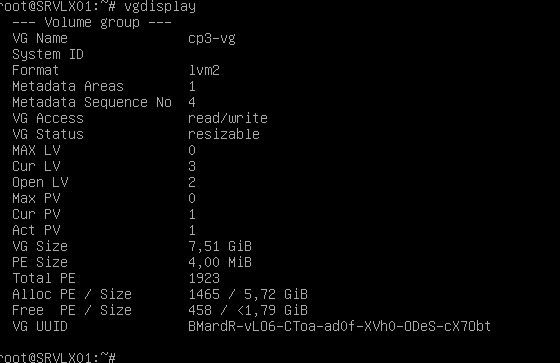 root@SRVLX01:~# vgdisplay
--- Volume group ---
VG Name cp3-vg
System ID
Format lvm2
Metadata Areas 1
Metadata Sequence No 4
VG Access read/write
VG Status resizable
MAX LV 0
Cur LV 3
Open LV 2
Max PV 0
Cur PV 1
Act PV 1
VG Size 7,51 GiB
PE Size 4,00 MiB
Total PE 1923
Alloc PE / Size 1465 / 5,72 GiB
Free  PE / Size 458 / <1,79 GiB
VG UUID BMardR-vLO6-CToa-ad0f-XVh0-ODeS-cX7Obt
root@SRVLX01:~#